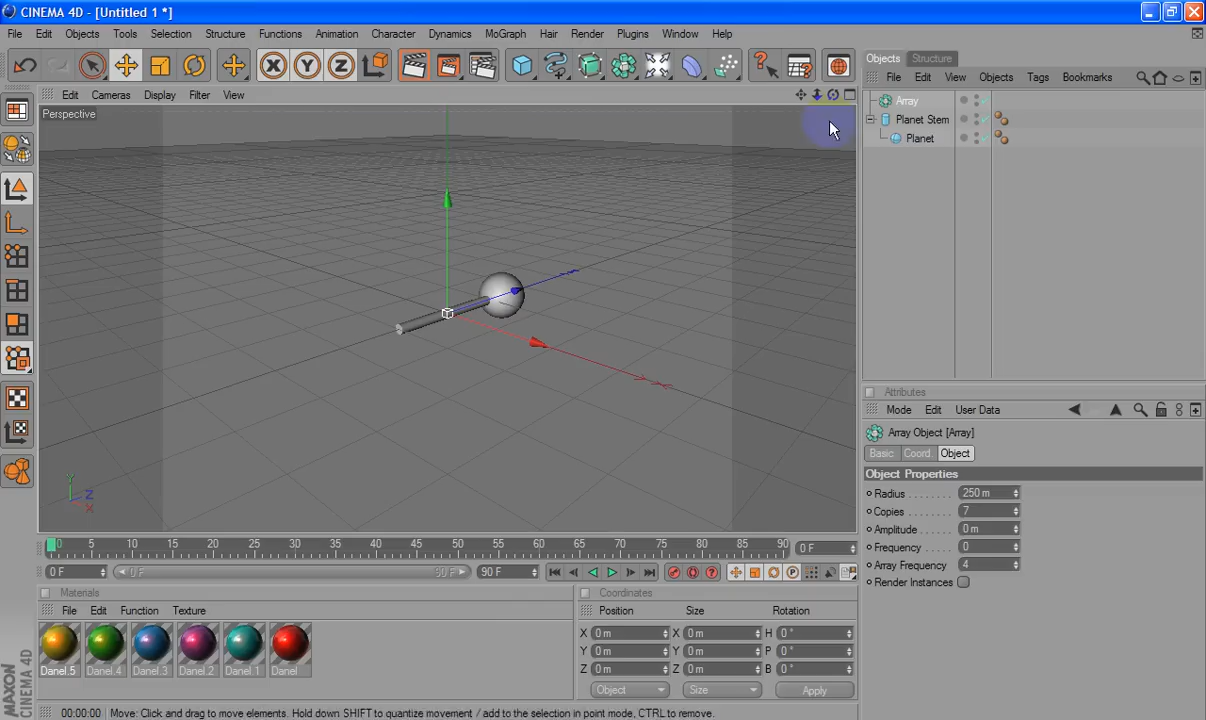 CINEMA 4D - [Untitled 1 *]
File Edit Objects Tools Selection Structure Functions Animation Character Dynamics MoGraph Hair Render Plugins Window Help
Edit Cameras Display Filter View
Perspective
Y Z X
0 5 10 15 20 25 30 35 40 45 50 55 60 65 70 75 80 85 90 0 F
0 F 0 F 90 F 90 F
Materials
File Edit Function Texture
Danel.5 Danel.4 Danel.3 Danel.2 Danel.1 Danel
Coordinates
Position Size Rotation
X 0 m X 0 m H 0 °
Y 0 m Y 0 m P 0 °
Z 0 m Z 0 m B 0 °
Object Size Apply
Objects Structure
File Edit View Objects Tags Bookmarks
Array
Planet Stem
Planet
Attributes
Mode Edit User Data
Array Object [Array]
Basic Coord. Object
Object Properties
Radius . . . . . . . 250 m
Copies . . . . . . . 7
Amplitude . . . . 0 m
Frequency . . . . 0
Array Frequency . 4
Render Instances
MAXON CINEMA 4D
00:00:00 Move: Click and drag to move elements. Hold down SHIFT to quantize movement / add to the selection in point mode, CTRL to remove.